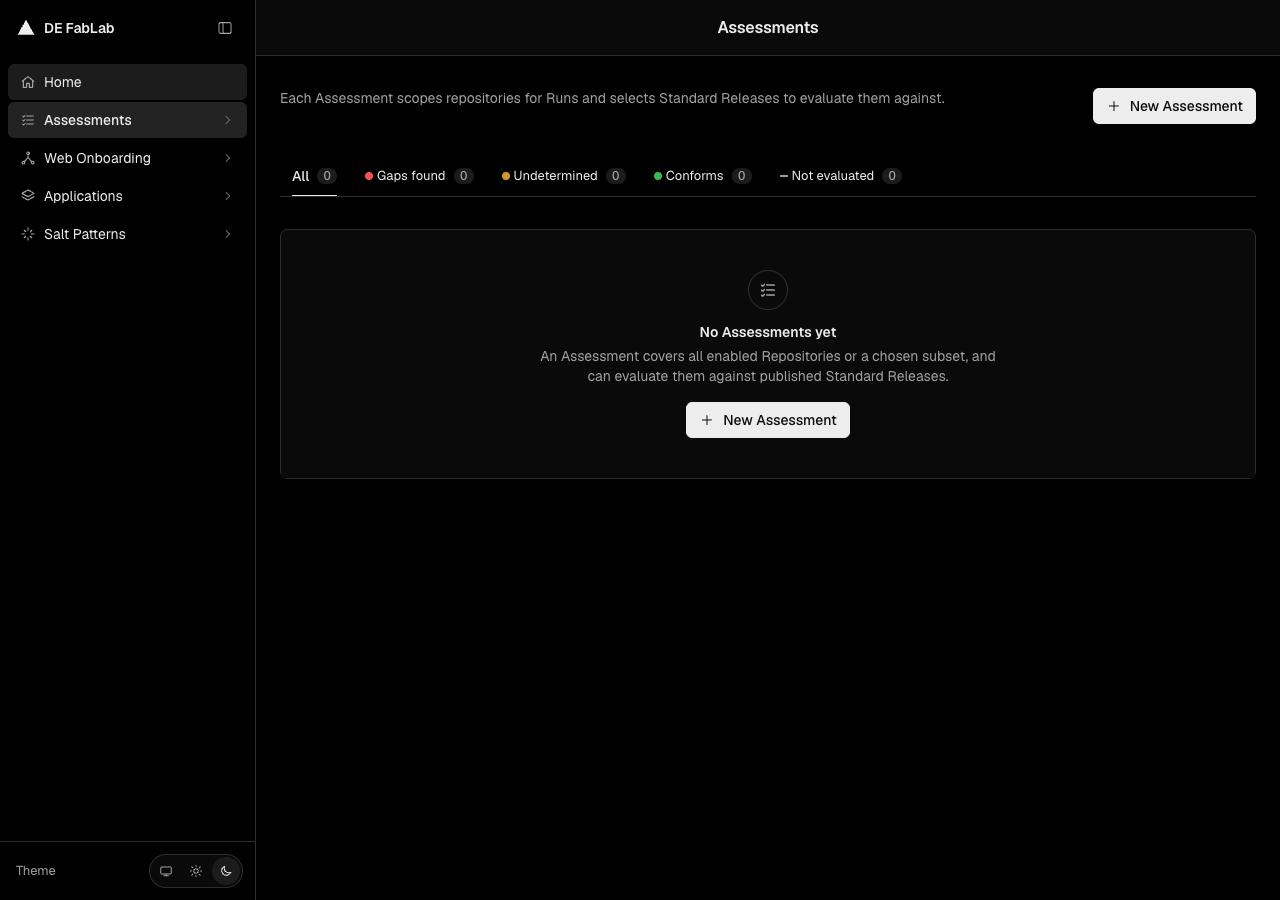 DE FabLab
Assessments
Home
Assessments
Web Onboarding
Applications
Salt Patterns
Theme
Each Assessment scopes repositories for Runs and selects Standard Releases to evaluate them against.
New Assessment
All 0 Gaps found 0 Undetermined 0 Conforms 0 Not evaluated 0
No Assessments yet
An Assessment covers all enabled Repositories or a chosen subset, and
can evaluate them against published Standard Releases.
New Assessment